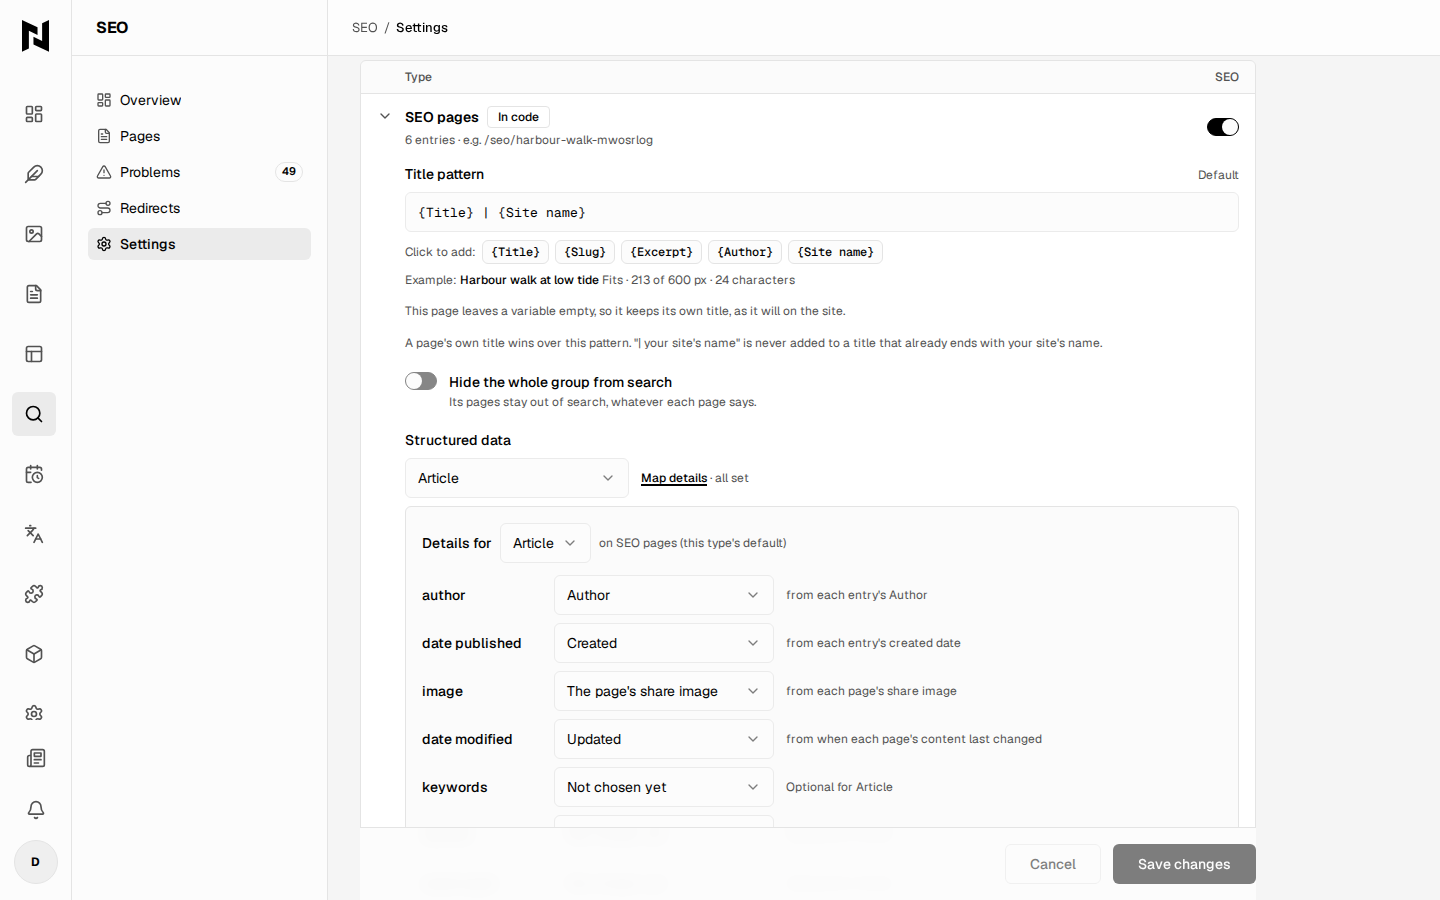 SEO
SEO / Settings
Overview
Pages
Problems 49
Redirects
Settings
D
Type SEO
SEO pages In code
6 entries · e.g. /seo/harbour-walk-mwosrlog
Title pattern Default
{Title} | {Site name}
Click to add: {Title} {Slug} {Excerpt} {Author} {Site name}
Example: Harbour walk at low tide Fits · 213 of 600 px · 24 characters
This page leaves a variable empty, so it keeps its own title, as it will on the site.
A page's own title wins over this pattern. "| your site's name" is never added to a title that already ends with your site's name.
Hide the whole group from search
Its pages stay out of search, whatever each page says.
Structured data
Article Map details · all set
Details for Article on SEO pages (this type's default)
author Author from each entry's Author
date published Created from each entry's created date
image The page's share image from each page's share image
date modified Updated from when each page's content last changed
keywords Not chosen yet Optional for Article
Cancel Save changes